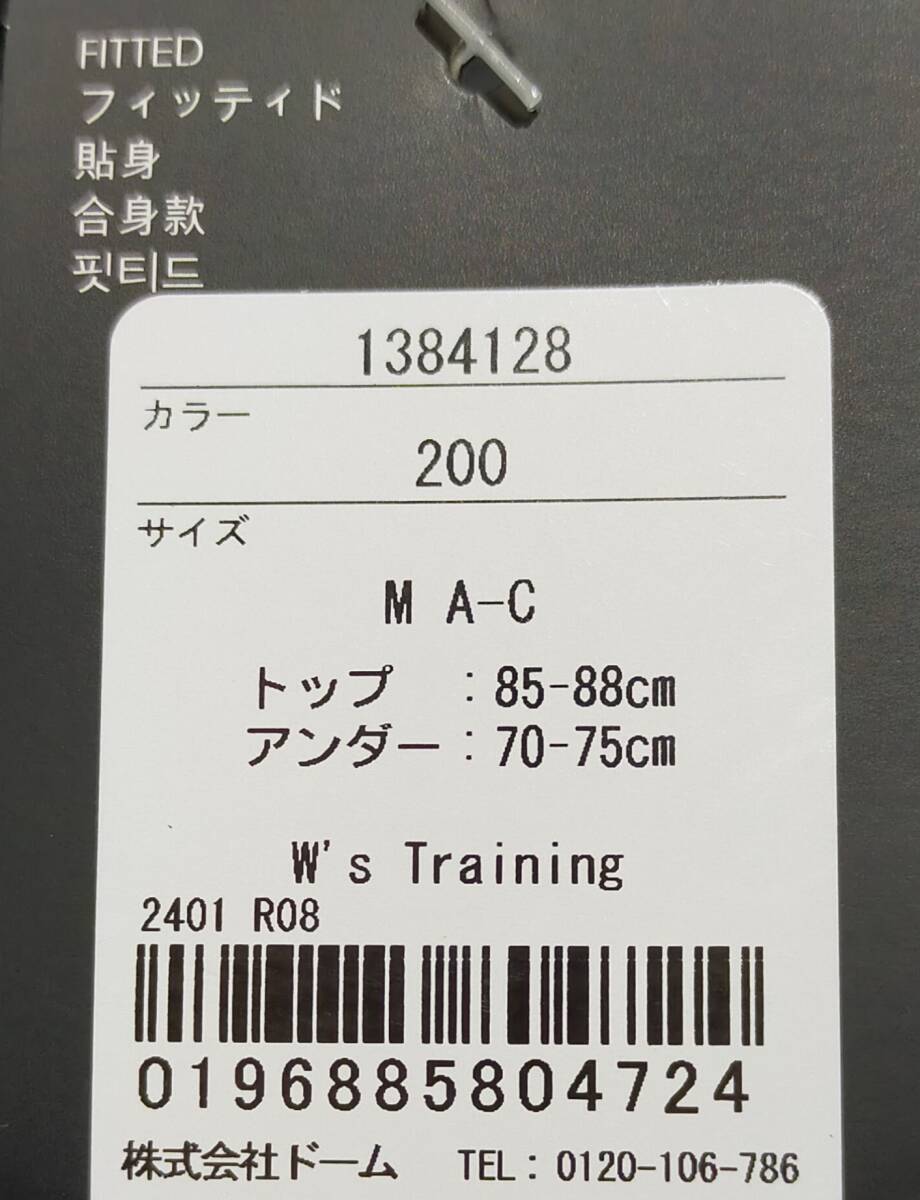 FITTED
フィッティド
貼身
合身款
핏티드
1384128
カラー
200
サイズ
M A-C
トップ : 85-88cm
アンダー : 70-75cm
W's Training
2401 R08
0196885804724
株式会社ドーム TEL: 0120-106-786